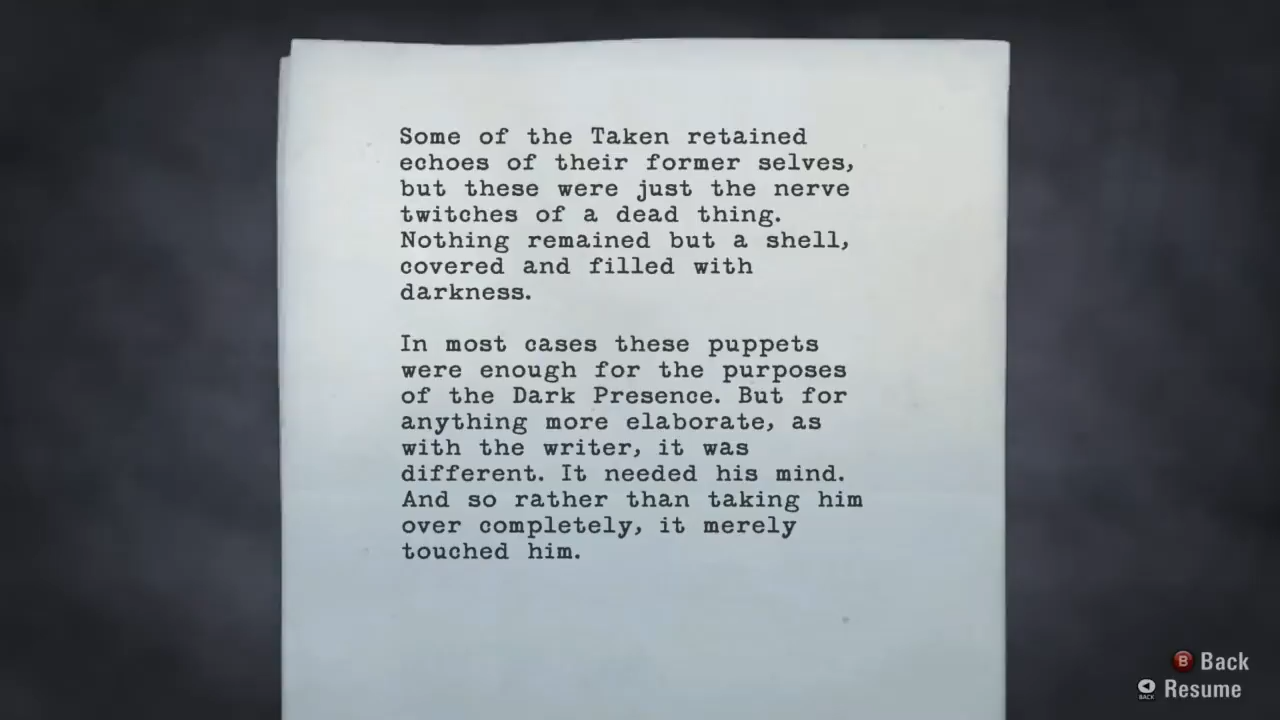 Some of the Taken retained
echoes of their former selves,
but these were just the nerve
twitches of a dead thing.
Nothing remained but a shell,
covered and filled with
darkness.
In most cases these puppets
were enough for the purposes
of the Dark Presence. But for
anything more elaborate, as
with the writer, it was
different. It needed his mind.
And so rather than taking him
over completely, it merely
touched him.
B Back
BACK Resume